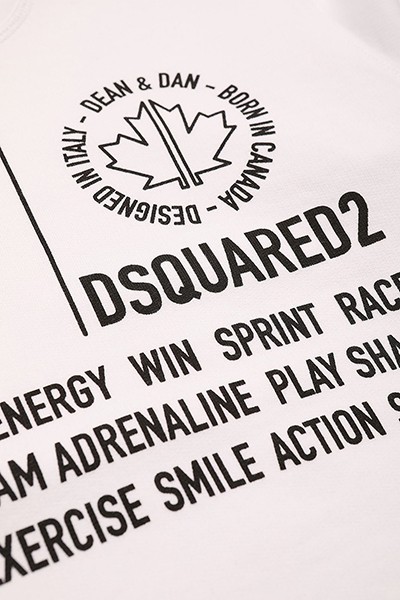 DEAN & DAN - BORN IN CANADA - DESIGNED IN ITALY -
DSQUARED2
ENERGY WIN SPRINT RACE
AM ADRENALINE PLAY SHA
EXERCISE SMILE ACTION S